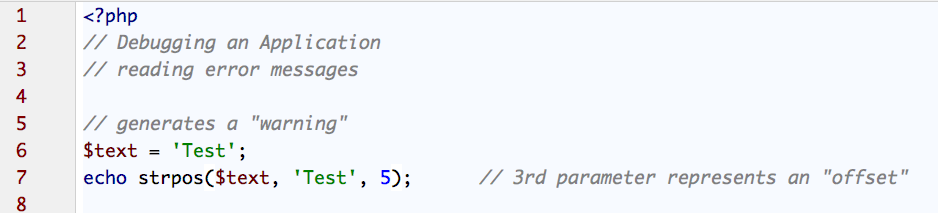 1 <?php
2 // Debugging an Application
3 // reading error messages
4
5 // generates a "warning"
6 $text = 'Test';
7 echo strpos($text, 'Test', 5); // 3rd parameter represents an "offset"
8